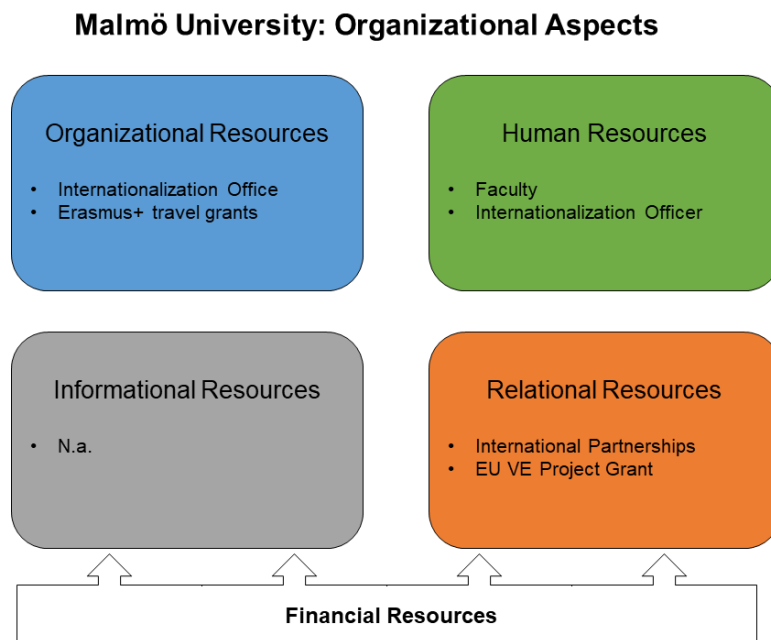 Malmö University: Organizational Aspects
Organizational Resources
• Internationalization Office
• Erasmus+ travel grants
Human Resources
• Faculty
• Internationalization Officer
Informational Resources
• N.a.
Relational Resources
• International Partnerships
• EU VE Project Grant
Financial Resources